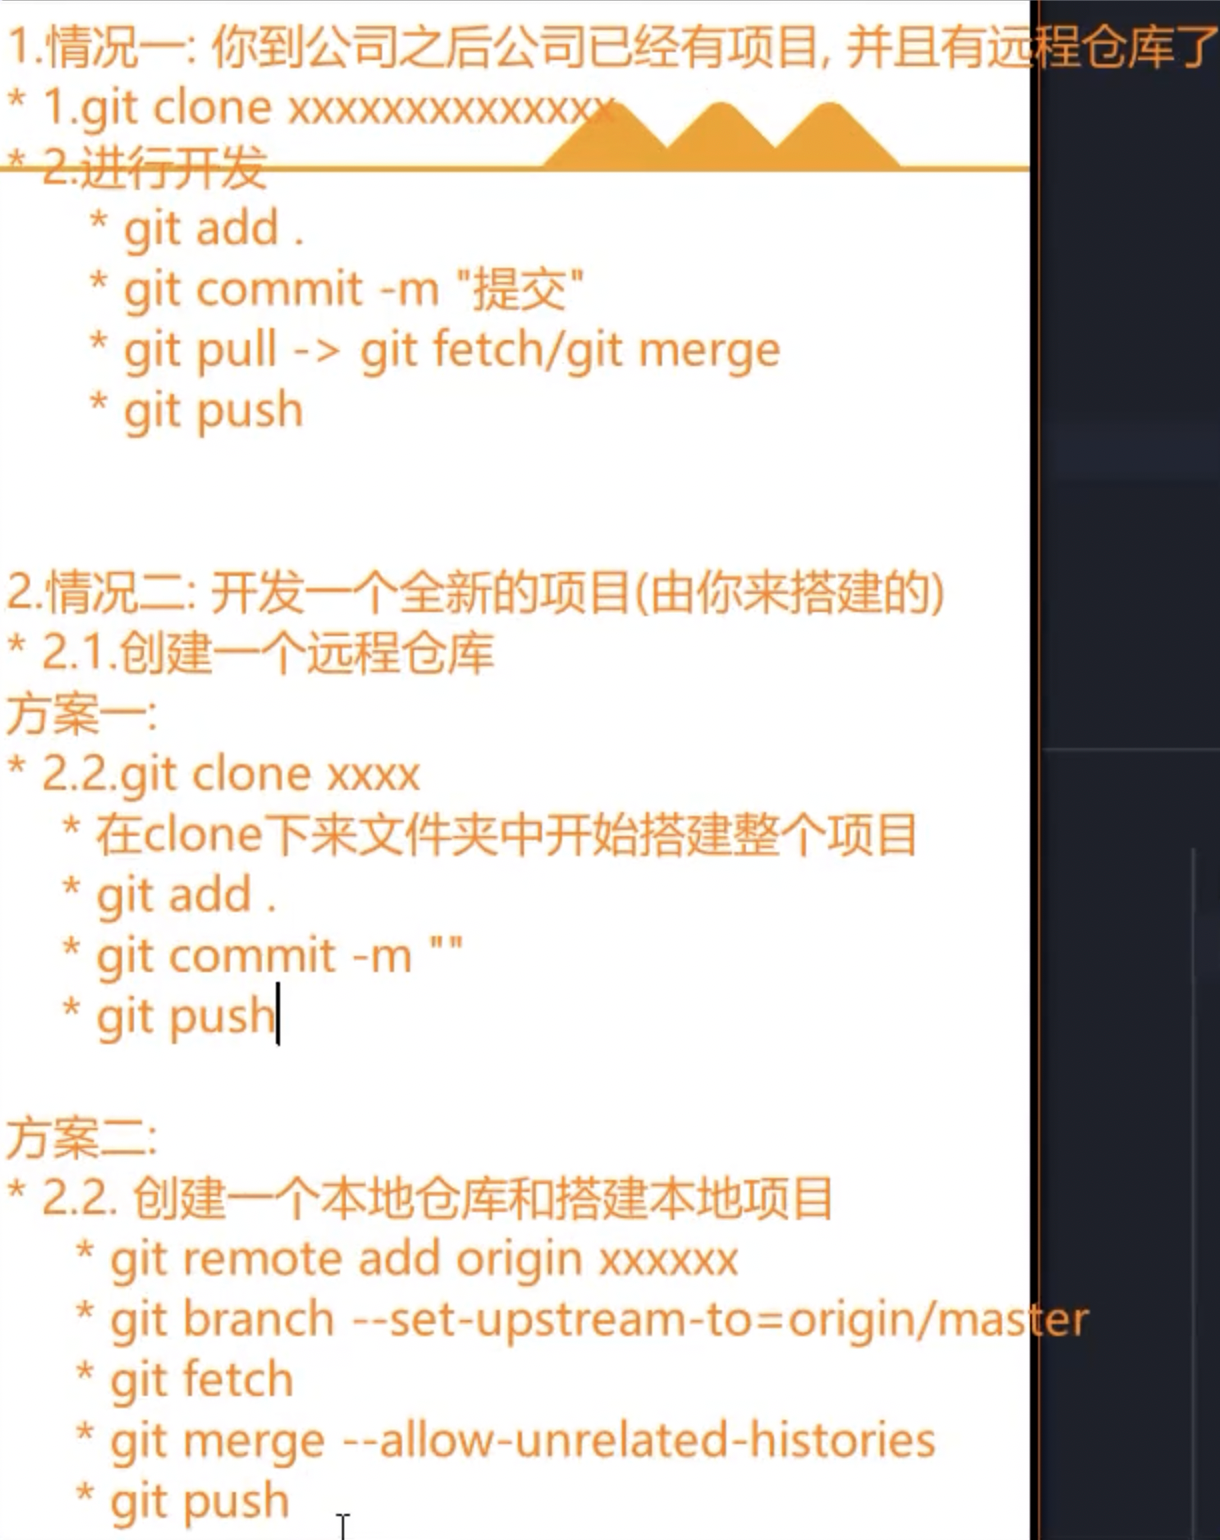 1.情况一: 你到公司之后公司已经有项目, 并且有远程仓库了
* 1.git clone xxxxxxxxxxxxxxx
* 2.进行开发
* git add .
* git commit -m "提交"
* git pull -> git fetch/git merge
* git push
2.情况二: 开发一个全新的项目(由你来搭建的)
* 2.1.创建一个远程仓库
方案一:
* 2.2.git clone xxxx
* 在clone下来文件夹中开始搭建整个项目
* git add .
* git commit -m ""
* git push
方案二:
* 2.2. 创建一个本地仓库和搭建本地项目
* git remote add origin xxxxxx
* git branch --set-upstream-to=origin/master
* git fetch
* git merge --allow-unrelated-histories
* git push